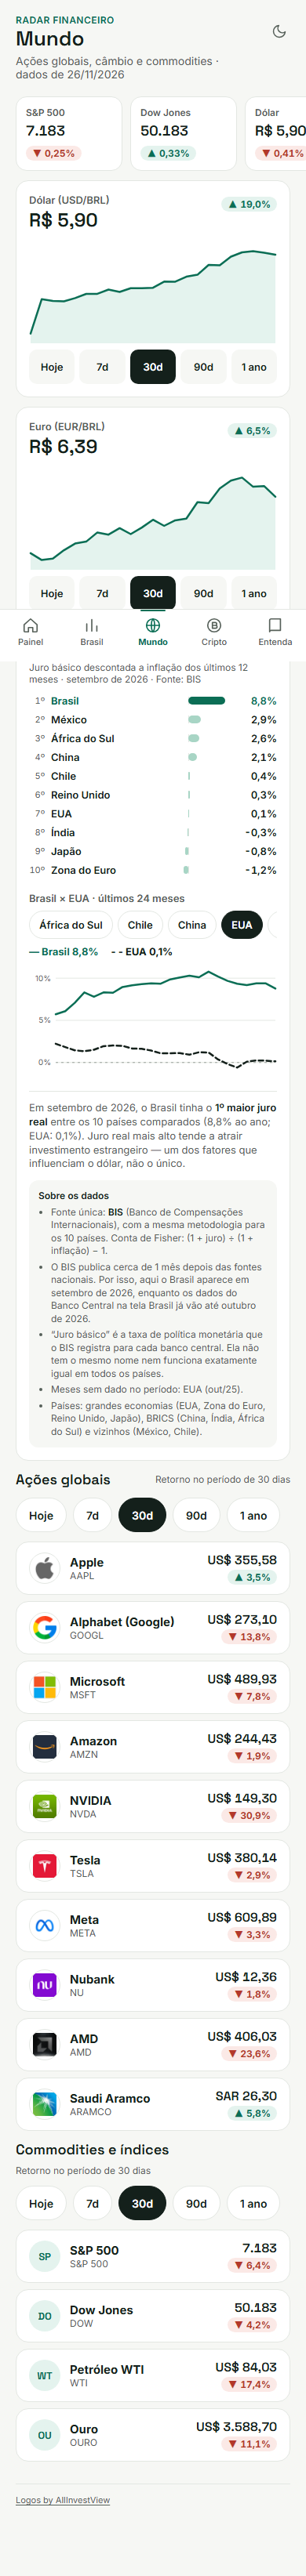 RADAR FINANCEIRO
Mundo
Ações globais, câmbio e commodities ·
dados de 26/11/2026
S&P 500
7.183
▼ 0,25%
Dow Jones
50.183
▲ 0,33%
Dólar
R$ 5,90
▼ 0,41%
Dólar (USD/BRL)
R$ 5,90
▲ 19,0%
Hoje 7d 30d 90d 1 ano
Euro (EUR/BRL)
R$ 6,39
▲ 6,5%
Hoje 7d 30d 90d 1 ano
Painel Brasil Mundo Cripto Entenda
Juro básico descontada a inflação dos últimos 12
meses · setembro de 2026 · Fonte: BIS
1º Brasil 8,8%
2º México 2,9%
3º África do Sul 2,6%
4º China 2,1%
5º Chile 0,4%
6º Reino Unido 0,3%
7º EUA 0,1%
8º Índia -0,3%
9º Japão -0,8%
10º Zona do Euro -1,2%
Brasil × EUA · últimos 24 meses
África do Sul Chile China EUA
— Brasil 8,8% - - EUA 0,1%
10%
5%
0%
Em setembro de 2026, o Brasil tinha o 1º maior juro
real entre os 10 países comparados (8,8% ao ano;
EUA: 0,1%). Juro real mais alto tende a atrair
investimento estrangeiro — um dos fatores que
influenciam o dólar, não o único.
Sobre os dados
• Fonte única: BIS (Banco de Compensações
Internacionais), com a mesma metodologia para
os 10 países. Conta de Fisher: (1 + juro) ÷ (1 +
inflação) − 1.
• O BIS publica cerca de 1 mês depois das fontes
nacionais. Por isso, aqui o Brasil aparece em
setembro de 2026, enquanto os dados do
Banco Central na tela Brasil já vão até outubro
de 2026.
• "Juro básico" é a taxa de política monetária que
o BIS registra para cada banco central. Ela não
tem o mesmo nome nem funciona exatamente
igual em todos os países.
• Meses sem dado no período: EUA (out/25).
• Países: grandes economias (EUA, Zona do Euro,
Reino Unido, Japão), BRICS (China, Índia, África
do Sul) e vizinhos (México, Chile).
Ações globais Retorno no período de 30 dias
Hoje 7d 30d 90d 1 ano
Apple US$ 355,58
AAPL ▲ 3,5%
Alphabet (Google) US$ 273,10
GOOGL ▼ 13,8%
Microsoft US$ 489,93
MSFT ▼ 7,8%
Amazon US$ 244,43
AMZN ▼ 1,9%
NVIDIA US$ 149,30
NVDA ▼ 30,9%
Tesla US$ 380,14
TSLA ▼ 2,9%
Meta US$ 609,89
META ▼ 3,3%
Nubank US$ 12,36
NU ▼ 1,8%
AMD US$ 406,03
AMD ▼ 23,6%
Saudi Aramco SAR 26,30
ARAMCO ▲ 5,8%
Commodities e índices
Retorno no período de 30 dias
Hoje 7d 30d 90d 1 ano
SP S&P 500 7.183
S&P 500 ▼ 6,4%
DO Dow Jones 50.183
DOW ▼ 4,2%
WT Petróleo WTI US$ 84,03
WTI ▼ 17,4%
OU Ouro US$ 3.588,70
OURO ▼ 11,1%
Logos by AllInvestView